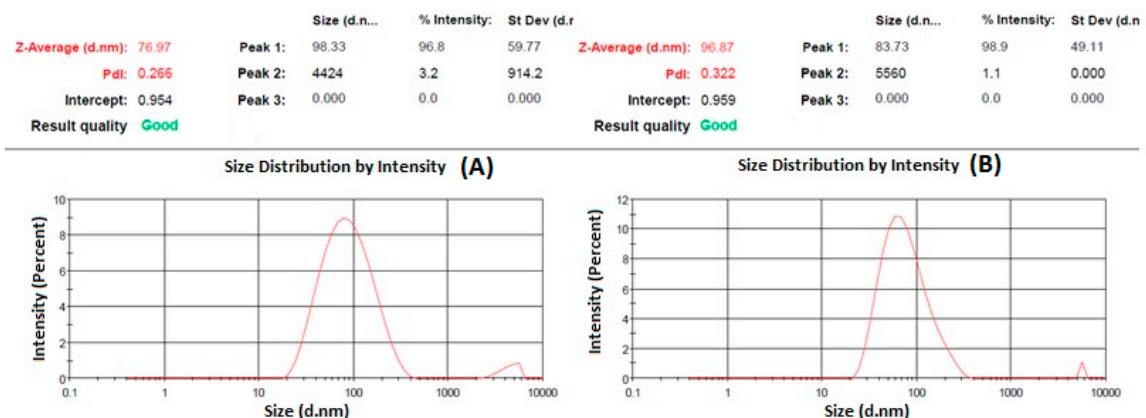 Size (d.n... % Intensity: St Dev (d.r
Z-Average (d.nm): 76.97 Peak 1: 98.33 96.8 59.77
PdI: 0.266 Peak 2: 4424 3.2 914.2
Intercept: 0.954 Peak 3: 0.000 0.0 0.000
Result quality Good
Size (d.n... % Intensity: St Dev (d.n
Z-Average (d.nm): 96.87 Peak 1: 83.73 98.9 49.11
PdI: 0.322 Peak 2: 5560 1.1 0.000
Intercept: 0.959 Peak 3: 0.000 0.0 0.000
Result quality Good
Size Distribution by Intensity (A)
Intensity (Percent)
10
8
6
4
2
0
0.1 1 10 100 1000 10000
Size (d.nm)
Size Distribution by Intensity (B)
Intensity (Percent)
12
10
8
6
4
2
0
0.1 1 10 100 1000 10000
Size (d.nm)